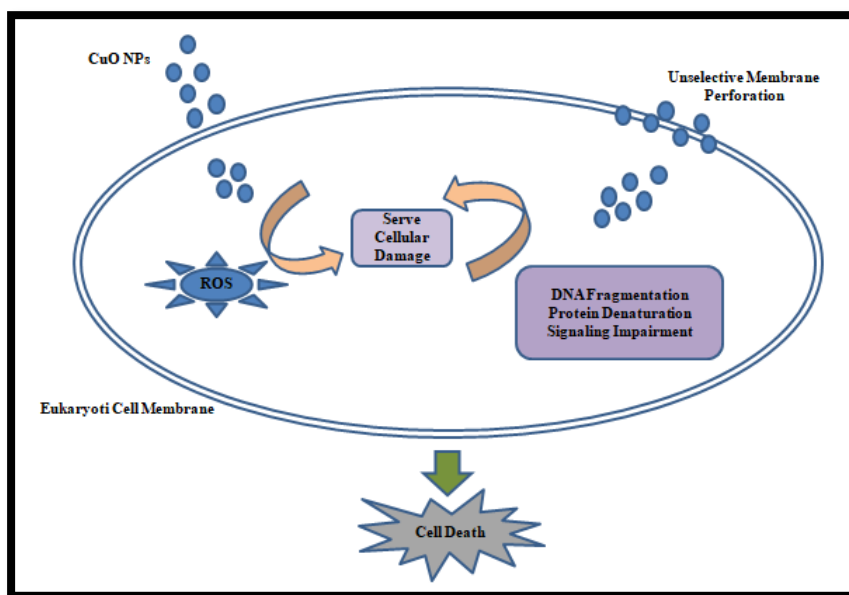 CuO NPs
Unselective Membrane
Perforation
Serve
Cellular
Damage
ROS
DNA Fragmentation
Protein Denaturation
Signaling Impairment
Eukaryoti Cell Membrane
Cell Death